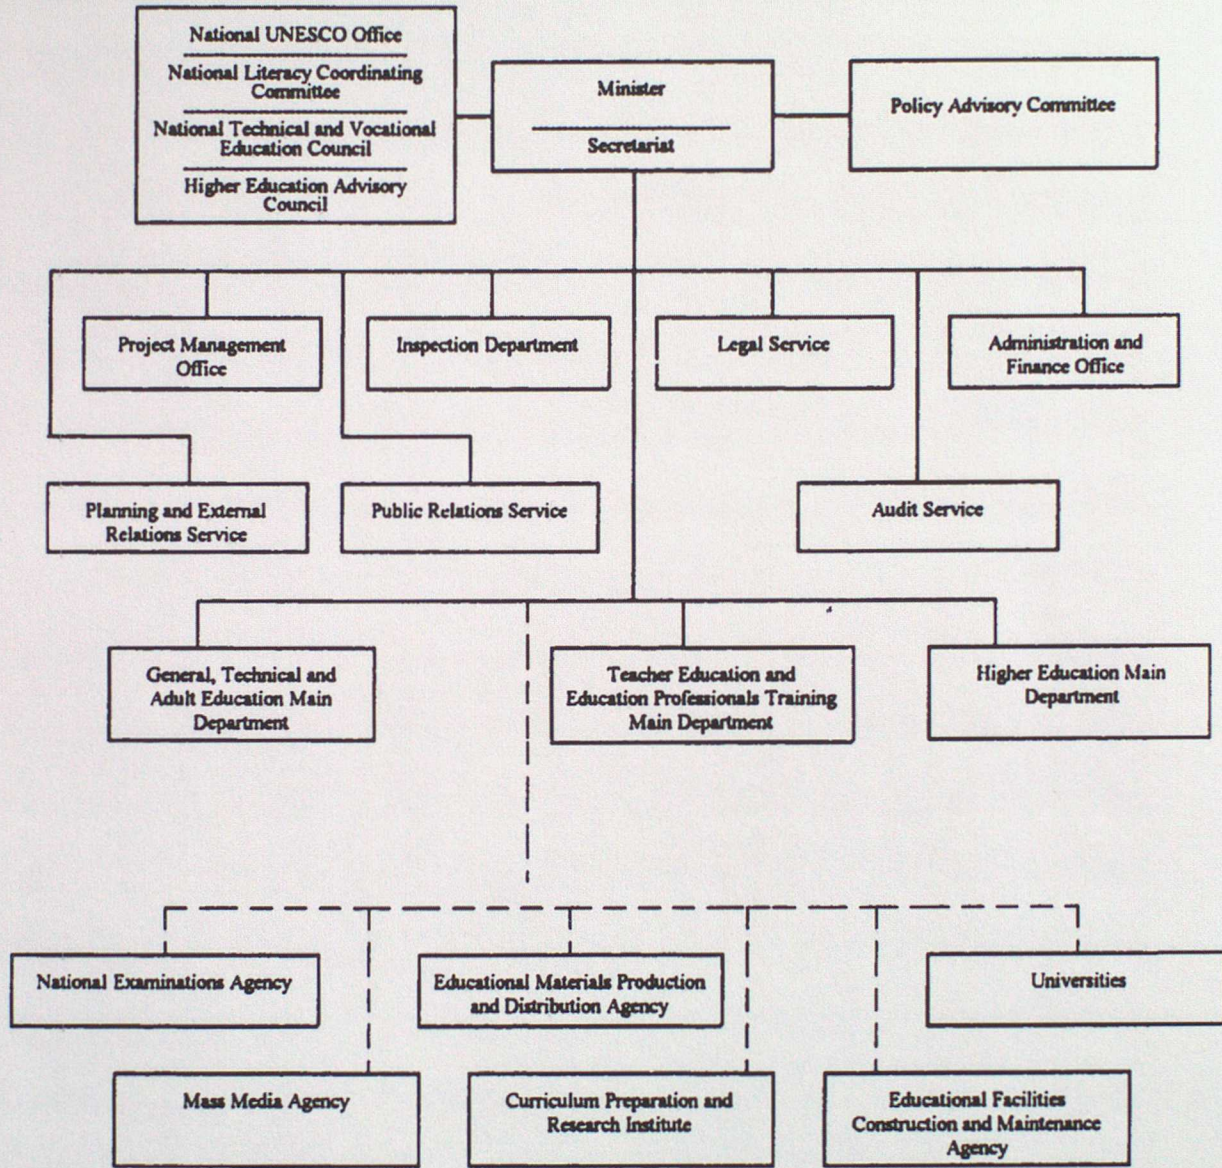 National UNESCO Office
National Literacy Coordinating
Committee
National Technical and Vocational
Education Council
Higher Education Advisory
Council
Minister
Secretariat
Policy Advisory Committee
Project Management
Office
Inspection Department
Legal Service
Administration and
Finance Office
Planning and External
Relations Service
Public Relations Service
Audit Service
General, Technical and
Adult Education Main
Department
Teacher Education and
Education Professionals Training
Main Department
Higher Education Main
Department
National Examinations Agency
Educational Materials Production
and Distribution Agency
Universities
Mass Media Agency
Curriculum Preparation and
Research Institute
Educational Facilities
Construction and Maintenance
Agency